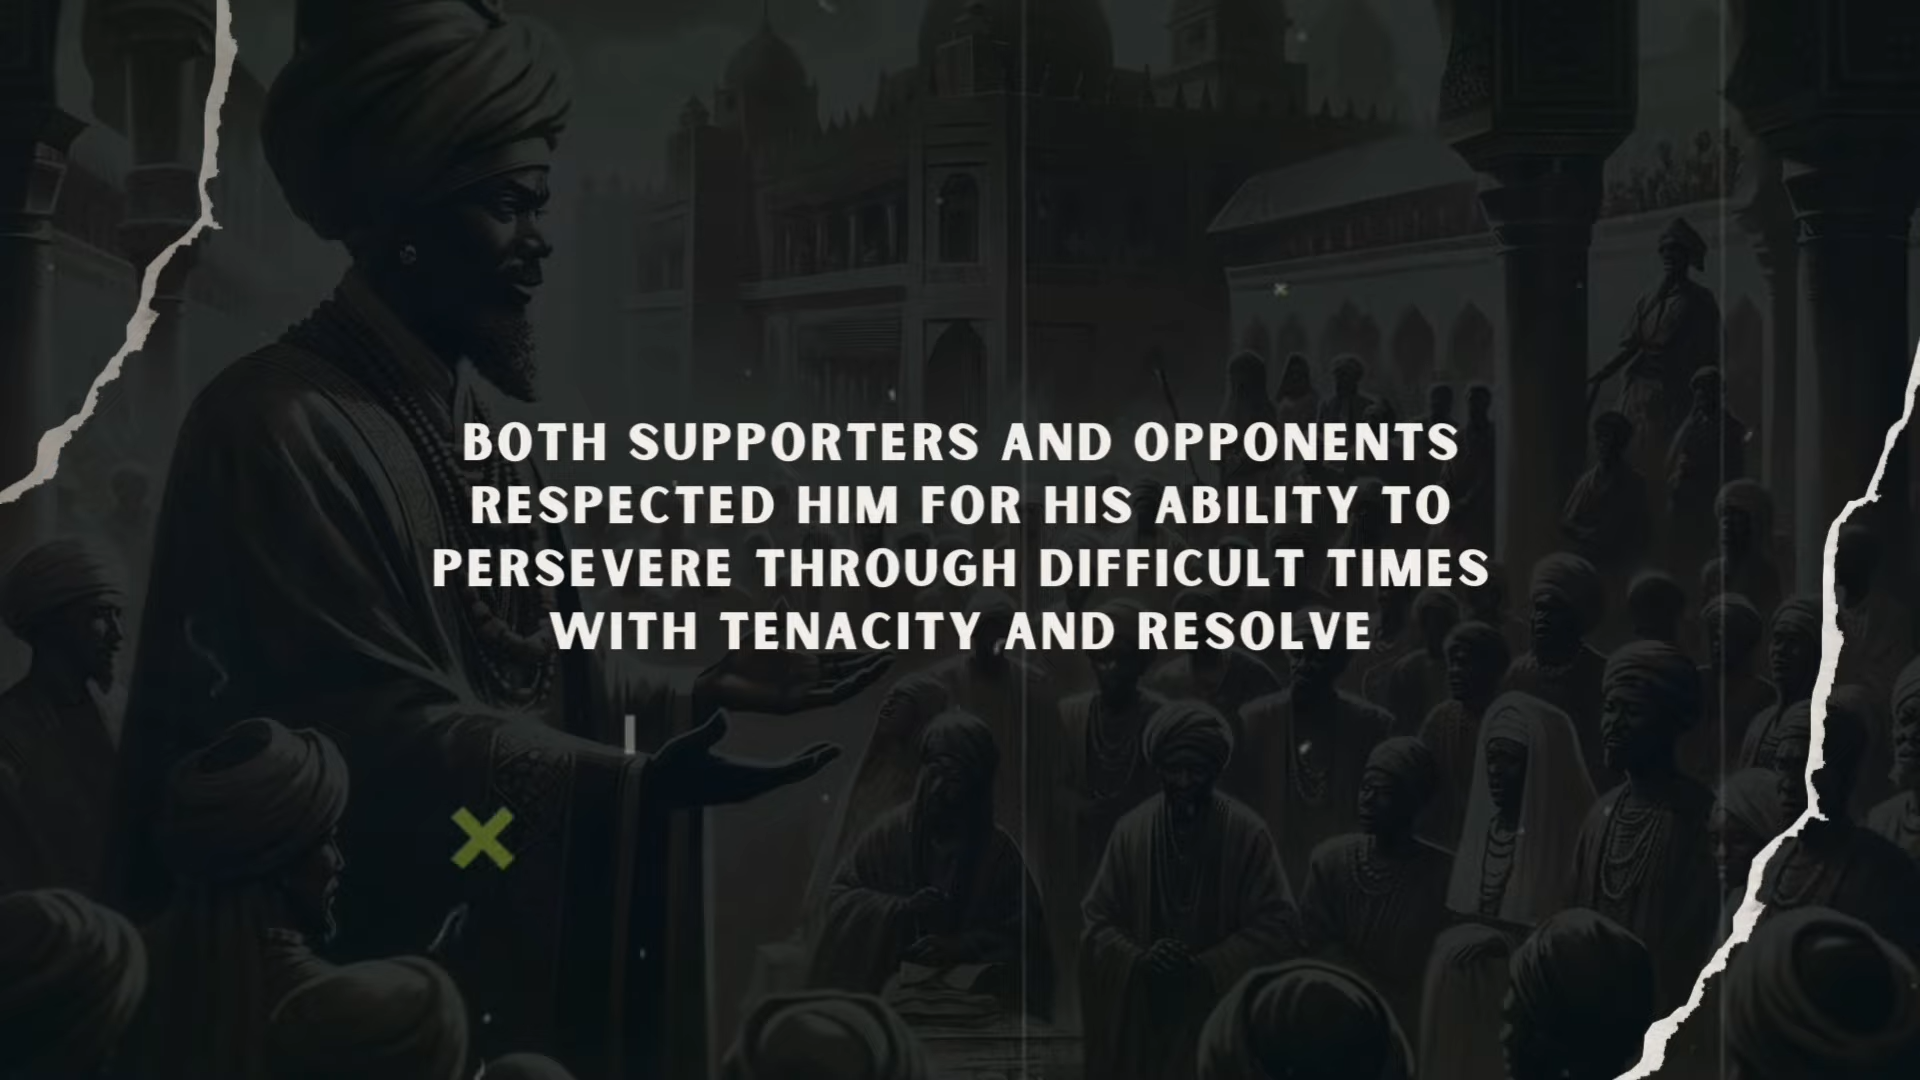 BOTH SUPPORTERS AND OPPONENTS
RESPECTED HIM FOR HIS ABILITY TO
PERSEVERE THROUGH DIFFICULT TIMES
WITH TENACITY AND RESOLVE